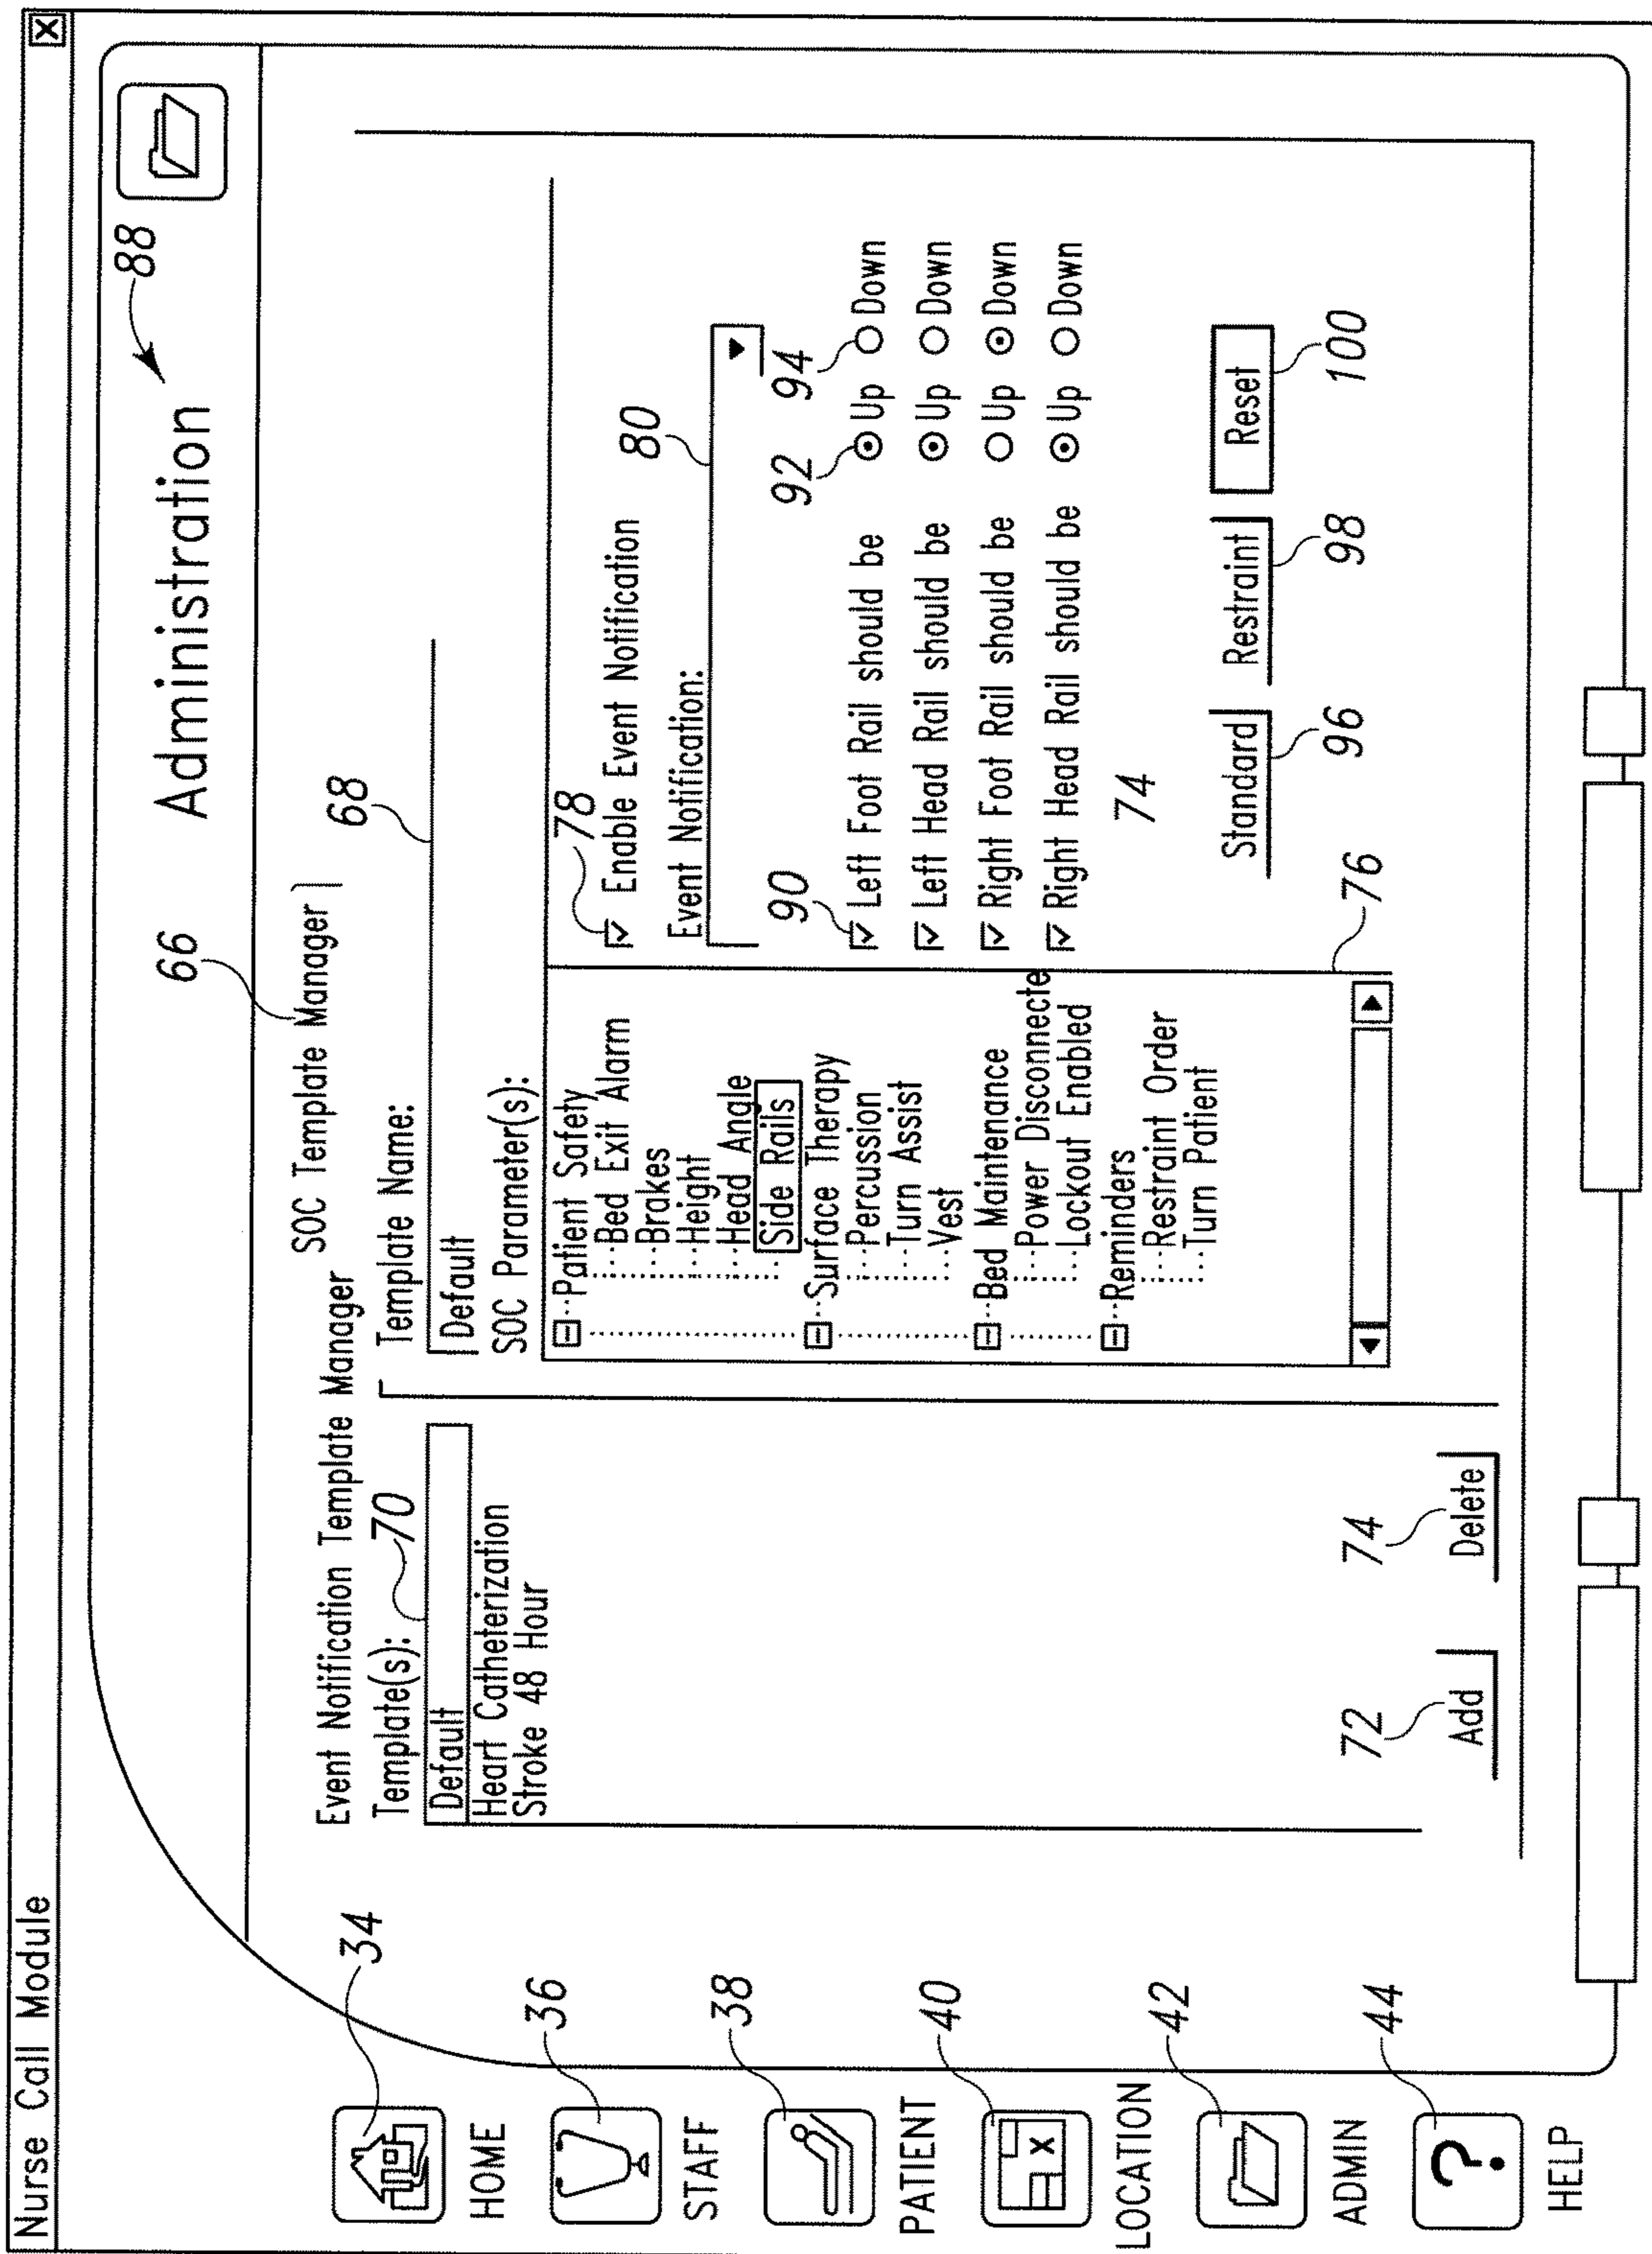 Nurse Call Module
X
34
HOME
36
STAFF
38
PATIENT
40
X
LOCATION
42
ADMIN
44
?
HELP
66 Administration 88
Event Notification Template Manager SOC Template Manager
Template(s): 70
Default
Heart Catheterization
Stroke 48 Hour
72 74
Add Delete
Template Name: 68
Default
SOC Parameter(s):
Patient Safety
Bed Exit Alarm
Brakes
Height
Head Angle
Side Rails
Surface Therapy
Percussion
Turn Assist
Vest
Bed Maintenance
Power Disconnecte
Lockout Enabled
Reminders
Restraint Order
Turn Patient
76
78
Enable Event Notification
Event Notification: 80
90 92 94
Left Foot Rail should be Up Down
Left Head Rail should be Up Down
Right Foot Rail should be Up Down
Right Head Rail should be Up Down
74
Standard Restraint Reset
96 98 100